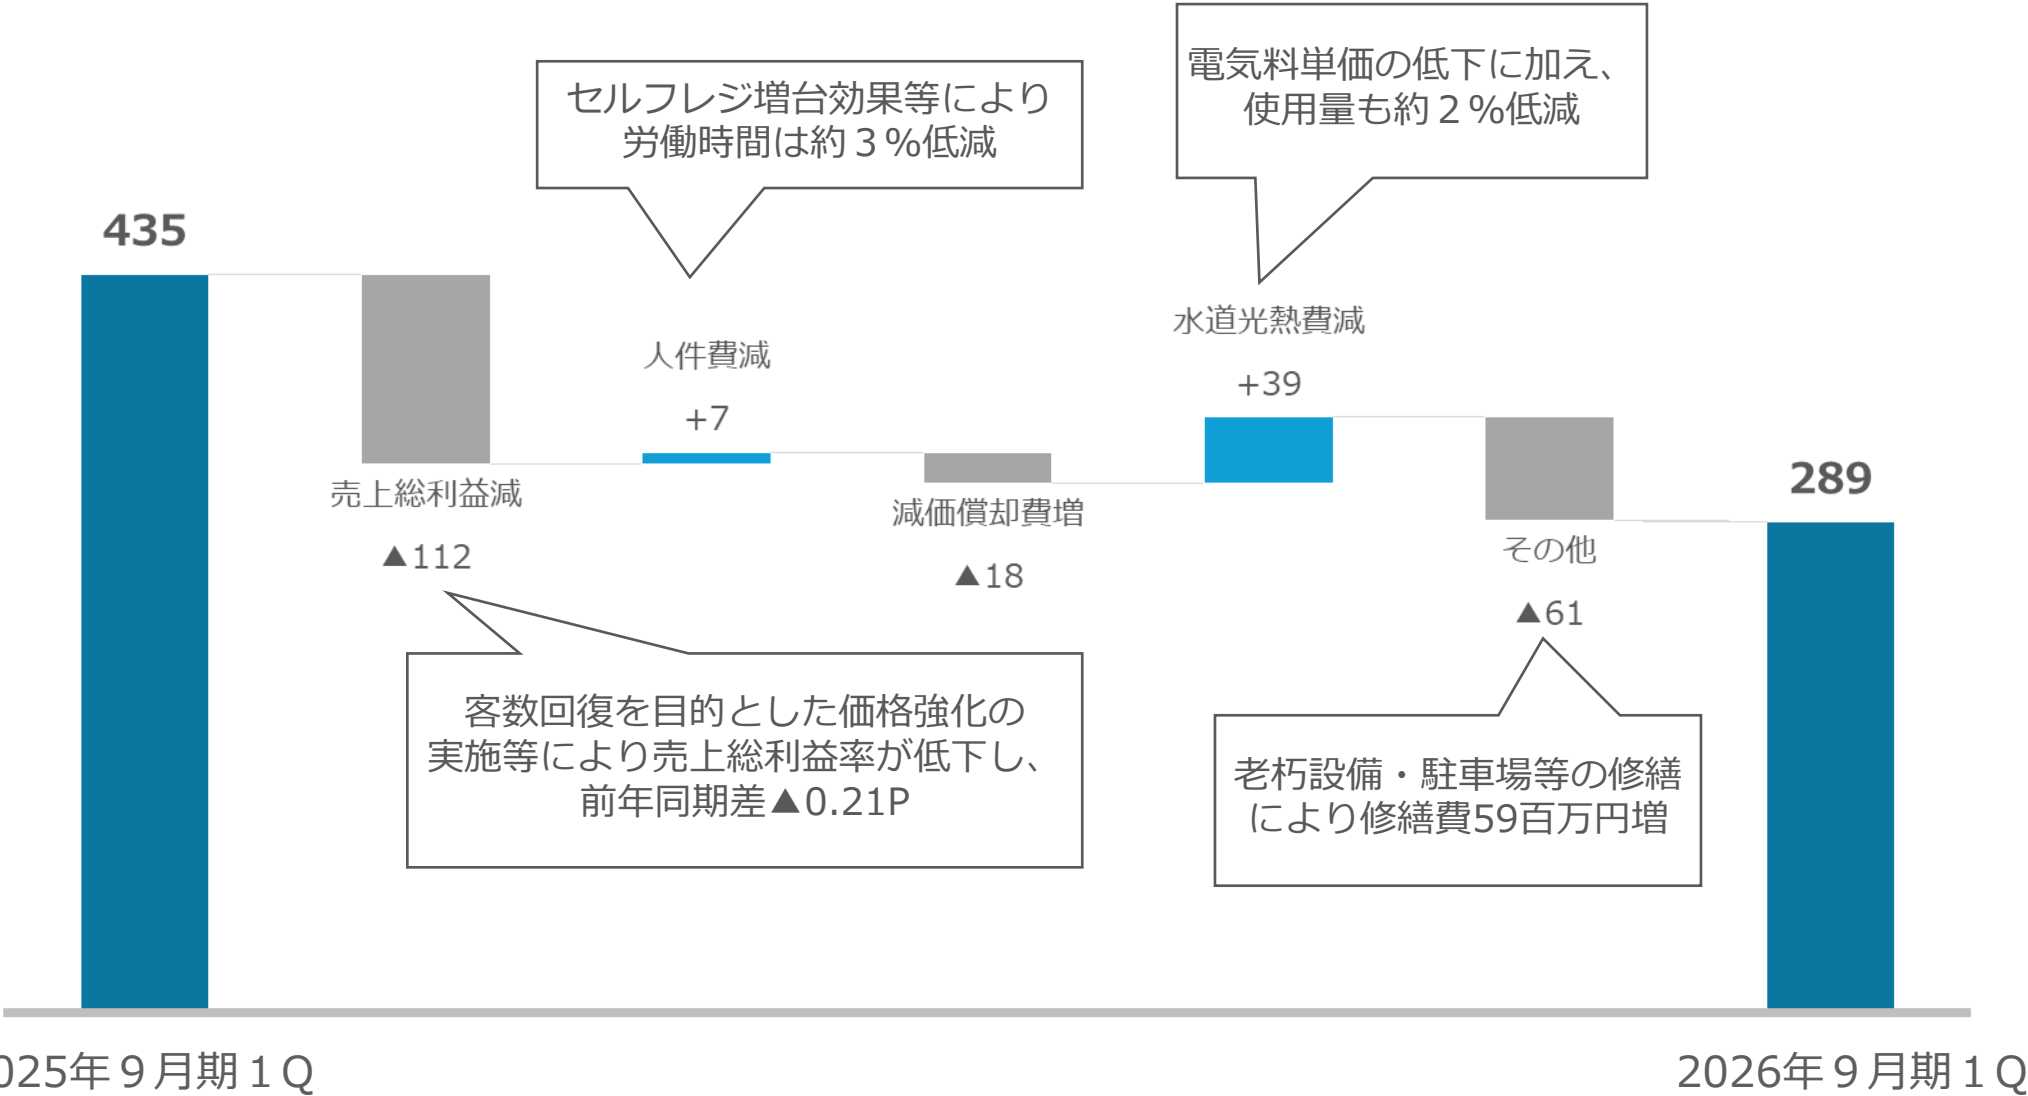 電気料単価の低下に加え、
使用量も約２%低減
セルフレジ増台効果等により
労働時間は約３%低減
435
水道光熱費減
+39
人件費減
+7
売上総利益減
▲112
減価償却費増
▲18
その他
▲61
289
客数回復を目的とした価格強化の
実施等により売上総利益率が低下し、
前年同期差▲0.21P
老朽設備・駐車場等の修繕
により修繕費59百万円増
025年９月期１Q
2026年９月期１Q